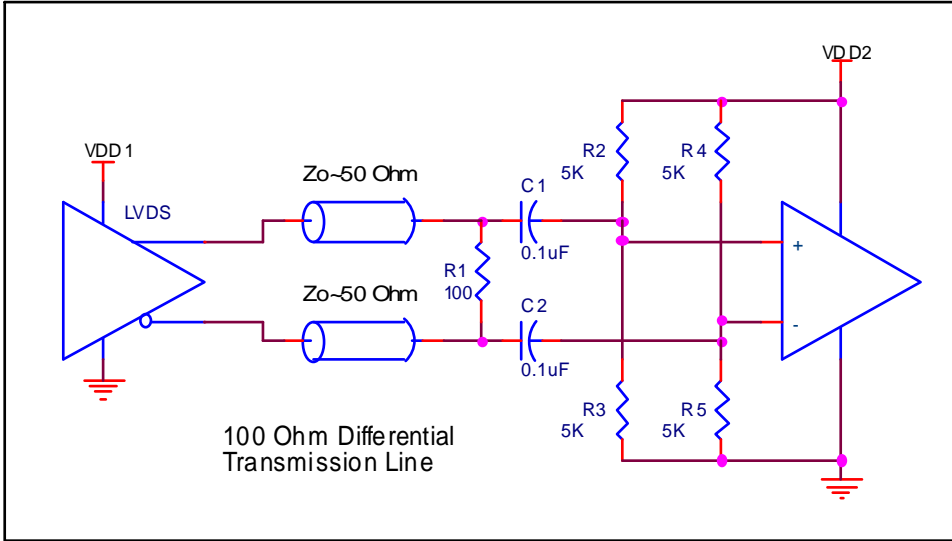 VDD2
VDD1
LVDS
Zo~50 Ohm
C1
0.1uF
R2
5K
R4
5K
+
R1
100
Zo~50 Ohm
C2
0.1uF
-
R3
5K
R5
5K
100 Ohm Differential
Transmission Line